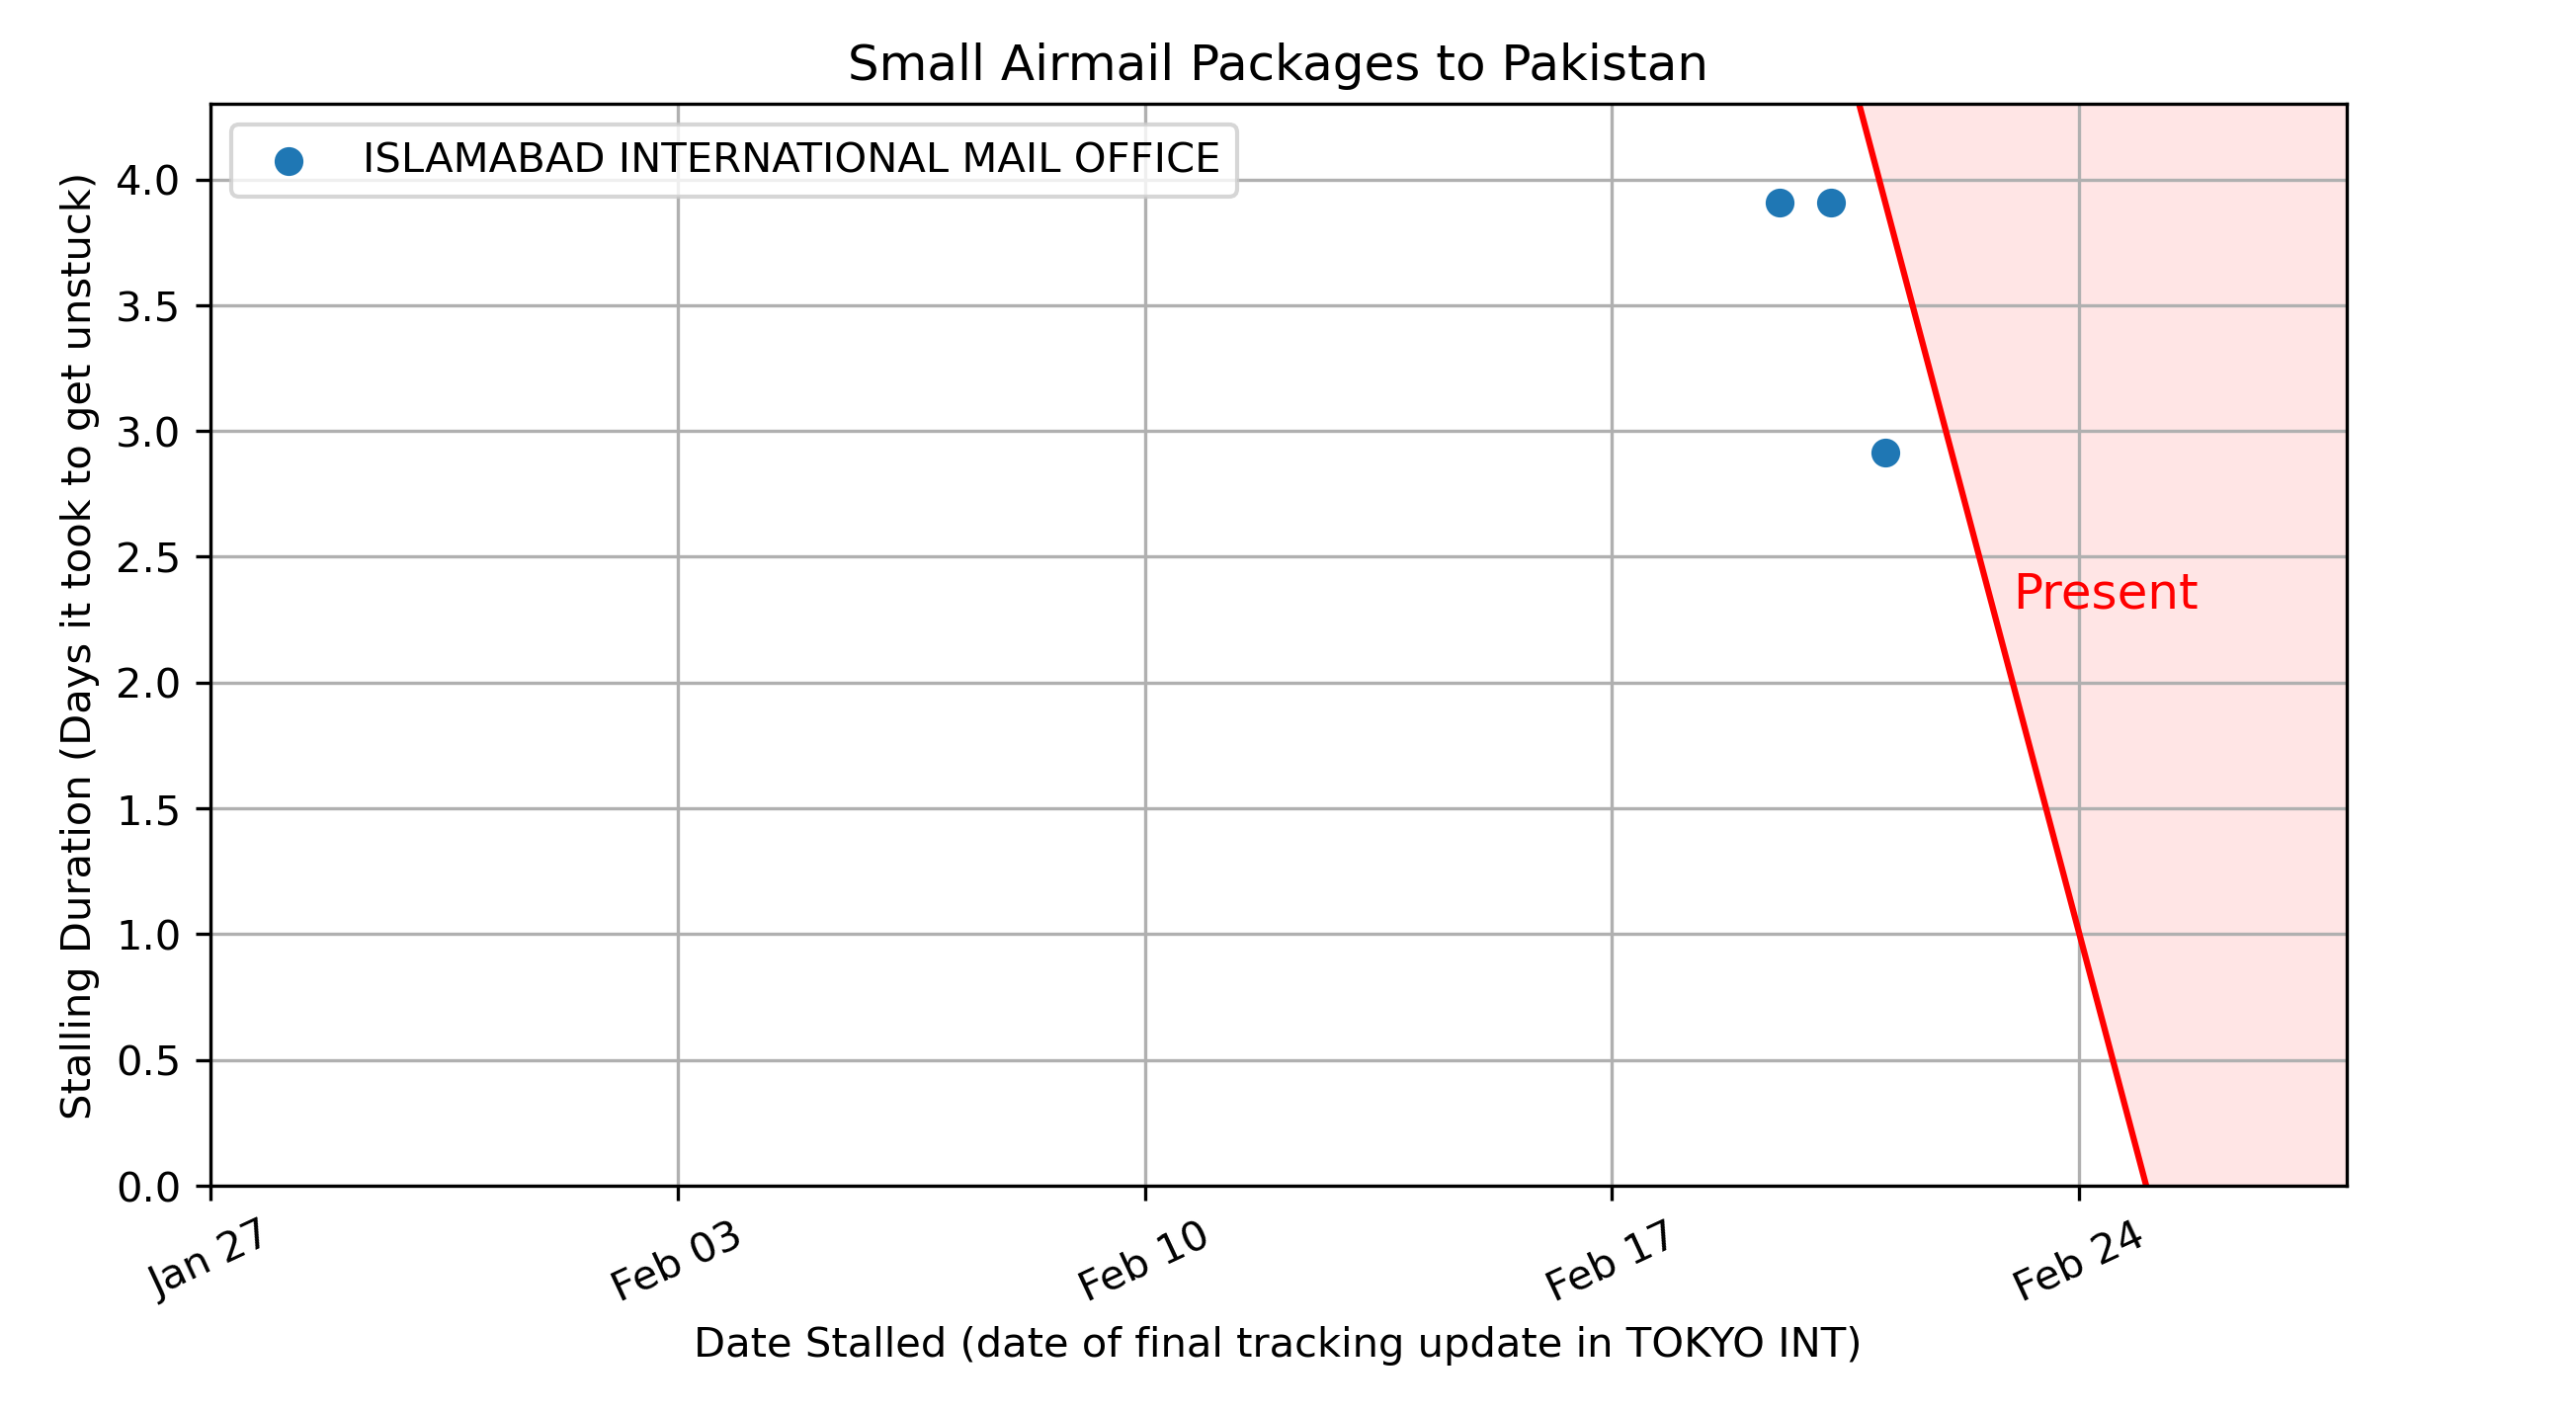 Small Airmail Packages to Pakistan
ISLAMABAD INTERNATIONAL MAIL OFFICE
Stalling Duration (Days it took to get unstuck)
4.0
3.5
3.0
2.5
2.0
1.5
1.0
0.5
0.0
Present
Jan 27
Feb 03
Feb 10
Feb 17
Feb 24
Date Stalled (date of final tracking update in TOKYO INT)